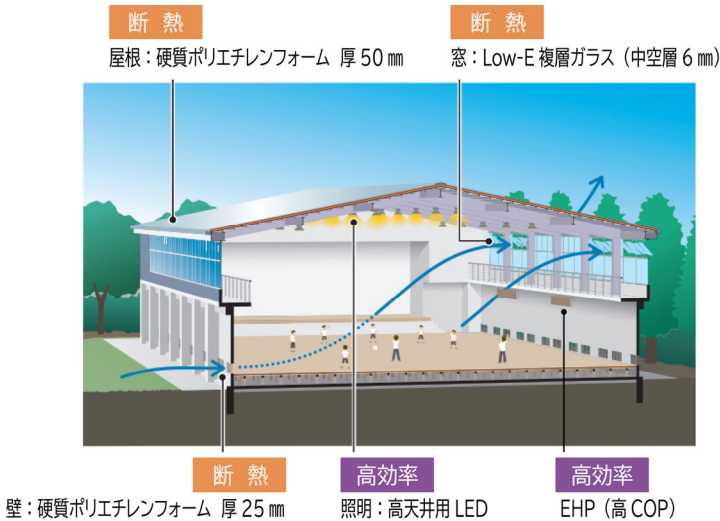 断 熱
屋根：硬質ポリエチレンフォーム 厚 50 ㎜
断 熱
窓：Low-E 複層ガラス（中空層 6 ㎜）
断 熱
壁：硬質ポリエチレンフォーム 厚 25 ㎜
高効率
照明：高天井用 LED
高効率
EHP（高 COP）